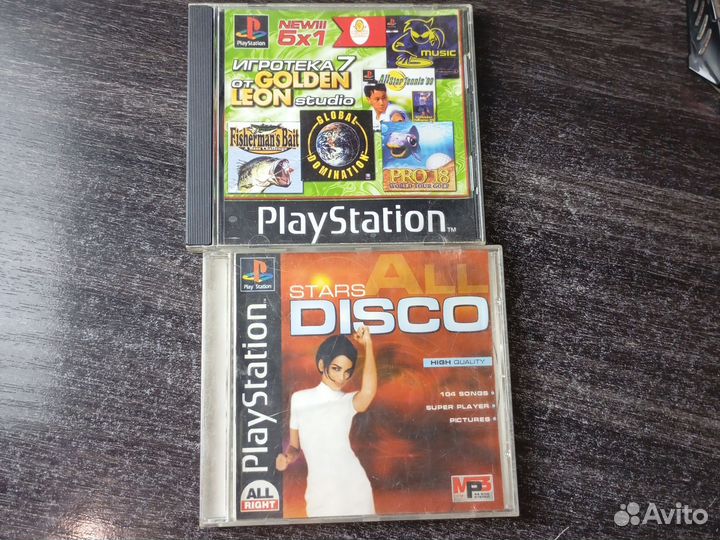 PlayStation
NEW!!!
5x1
MUSIC
ИГРОТЕКА 7
от GOLDEN
LEON studio
All Star Tennis '99
Fisherman's Bait
GLOBAL DOMINATION
PRO 18
WORLD TOUR GOLF
PlayStation™
PlayStation
ALL
STARS
DISCO
HIGH QUALITY
104 SONGS
SUPER PLAYER
PICTURES
PlayStation
ALL
RIGHT
MP3
Avito